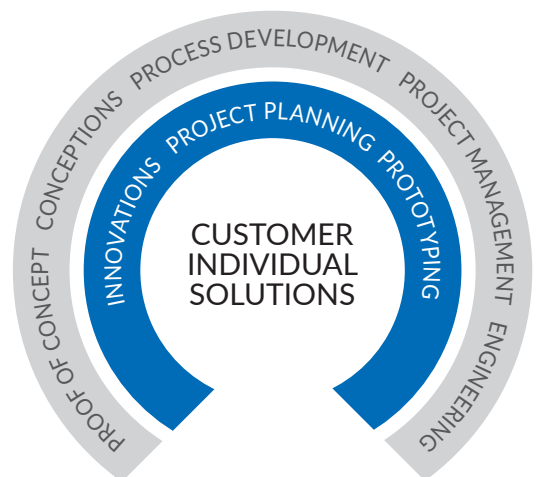 PROOF OF CONCEPT CONCEPTIONS PROCESS DEVELOPMENT PROJECT MANAGEMENT ENGINEERING
INNOVATIONS PROJECT PLANNING PROTOTYPING
CUSTOMER
INDIVIDUAL
SOLUTIONS